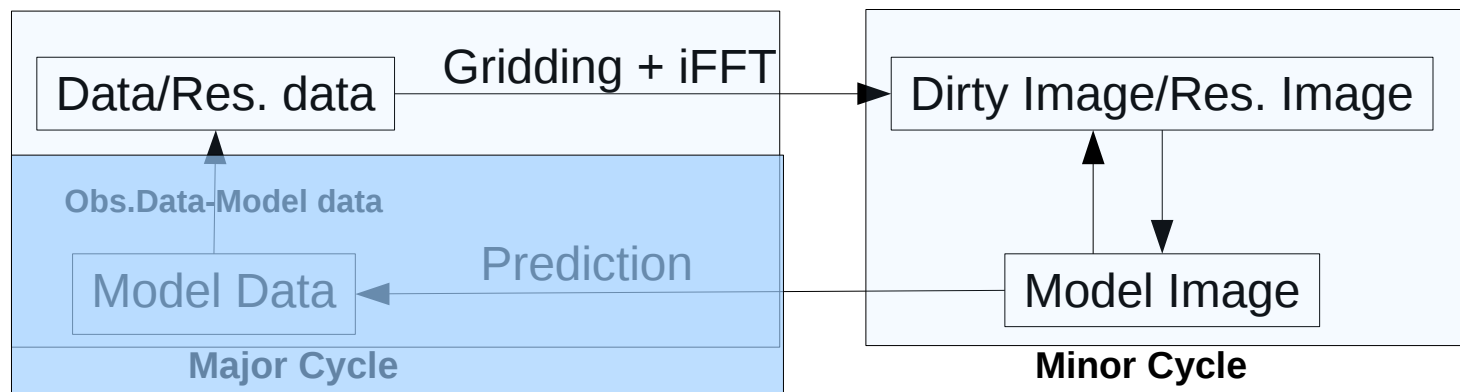 Gridding + iFFT
Data/Res. data
Dirty Image/Res. Image
Obs.Data-Model data
Prediction
Model Data
Model Image
Major Cycle
Minor Cycle